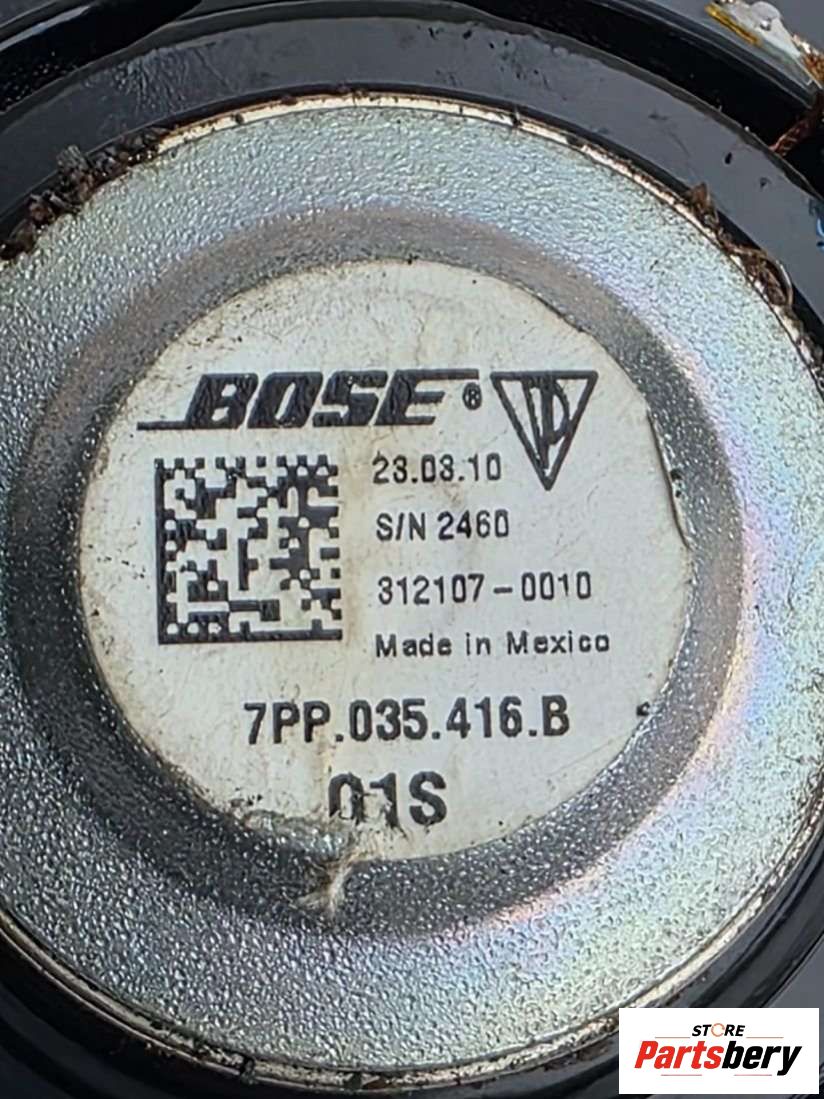 BOSE®
23.03.10
S/N 2460
312107-0010
Made in Mexico
7PP.035.416.B
01S
STORE
Partsbery